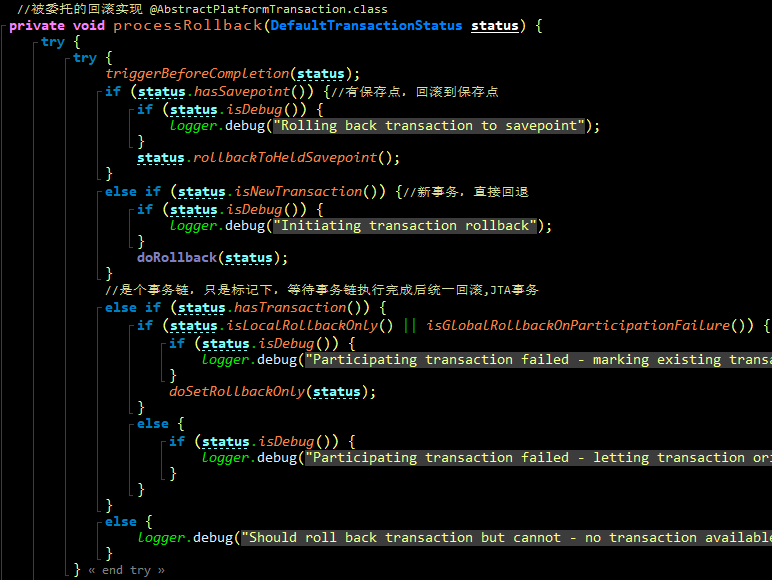 //被委托的回滚实现 @AbstractPlatformTransaction.class
private void processRollback(DefaultTransactionStatus status) {
try {
try {
triggerBeforeCompletion(status);
if (status.hasSavepoint()) {//有保存点，回滚到保存点
if (status.isDebug()) {
logger.debug("Rolling back transaction to savepoint");
}
status.rollbackToHeldSavepoint();
}
else if (status.isNewTransaction()) {//新事务，直接回退
if (status.isDebug()) {
logger.debug("Initiating transaction rollback");
}
doRollback(status);
}
//是个事务链，只是标记下，等待事务链执行完成后统一回滚,JTA事务
else if (status.hasTransaction()) {
if (status.isLocalRollbackOnly() || isGlobalRollbackOnParticipationFailure()) {
if (status.isDebug()) {
logger.debug("Participating transaction failed - marking existing transa
}
doSetRollbackOnly(status);
}
else {
if (status.isDebug()) {
logger.debug("Participating transaction failed - letting transaction ori
}
}
}
else {
logger.debug("Should roll back transaction but cannot - no transaction available
}
} « end try »